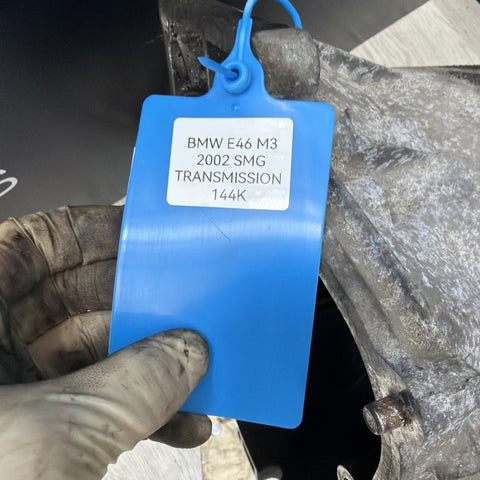 BMW E46 M3
2002 SMG
TRANSMISSION
144K